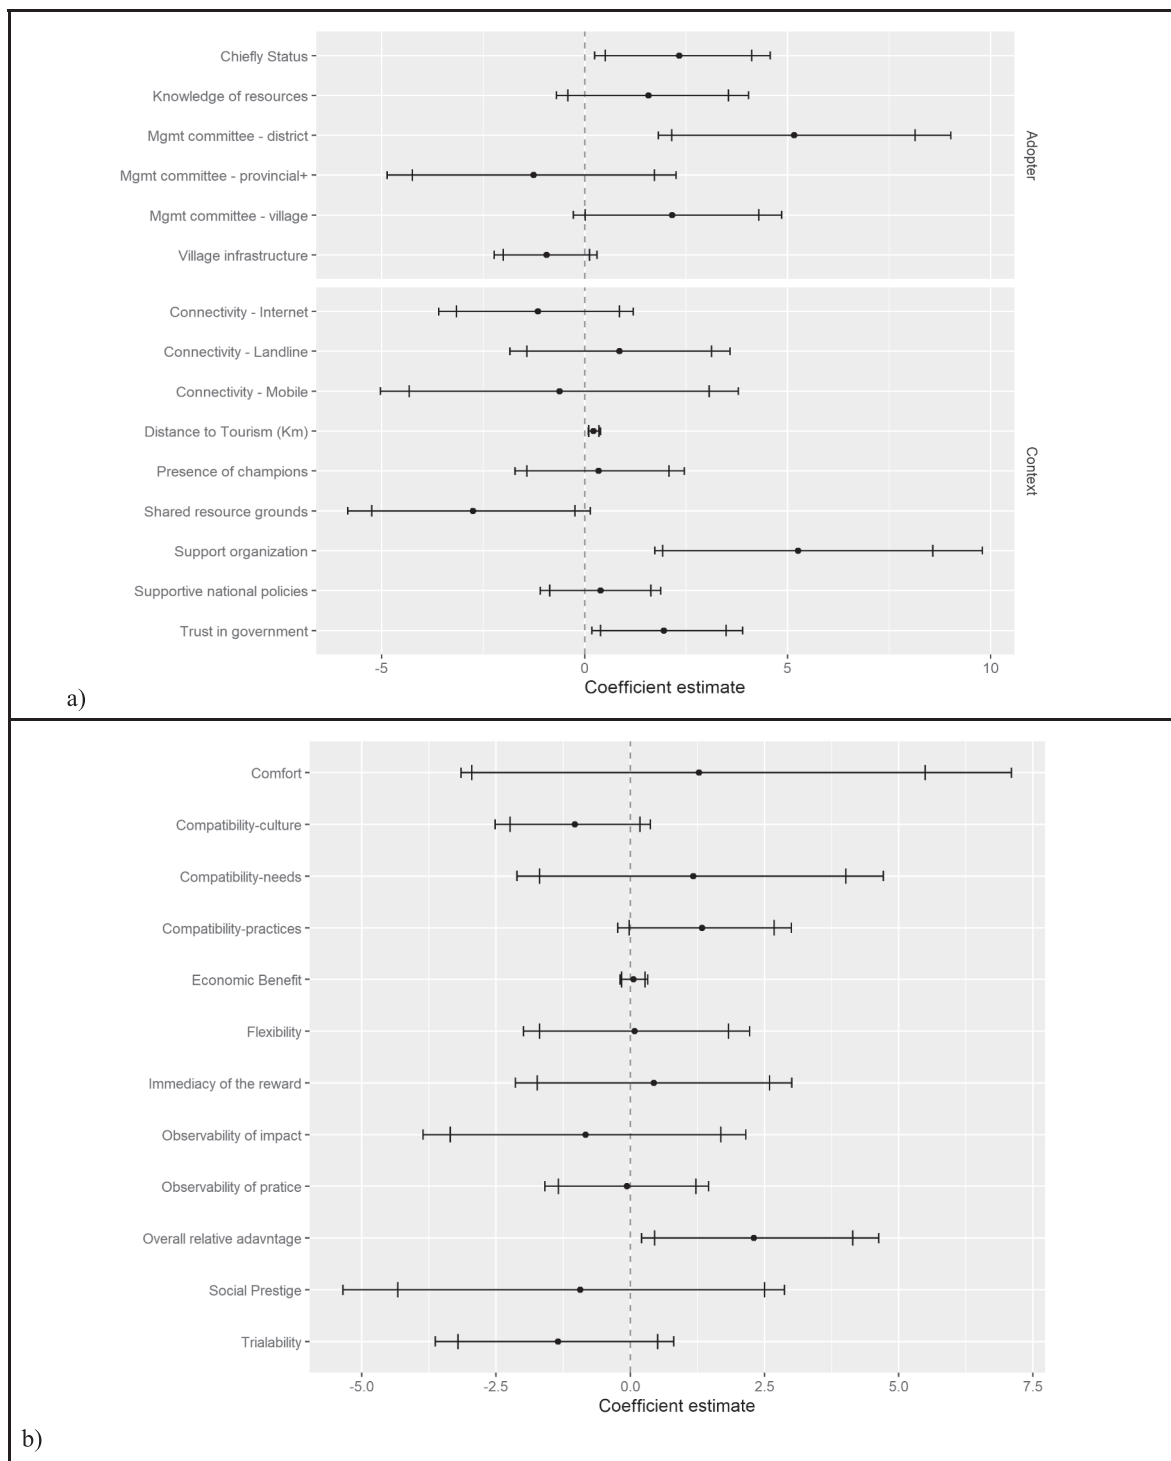 Chiefly Status
Knowledge of resources
Mgmt committee - district
Mgmt committee - provincial+
Mgmt committee - village
Village infrastructure
Adopter
Connectivity - Internet
Connectivity - Landline
Connectivity - Mobile
Distance to Tourism (Km)
Presence of champions
Shared resource grounds
Support organization
Supportive national policies
Trust in government
Context
-5 0 5 10
Coefficient estimate
a)
Comfort
Compatibility-culture
Compatibility-needs
Compatibility-practices
Economic Benefit
Flexibility
Immediacy of the reward
Observability of impact
Observability of pratice
Overall relative adavntage
Social Prestige
Trialability
-5.0 -2.5 0.0 2.5 5.0 7.5
Coefficient estimate
b)